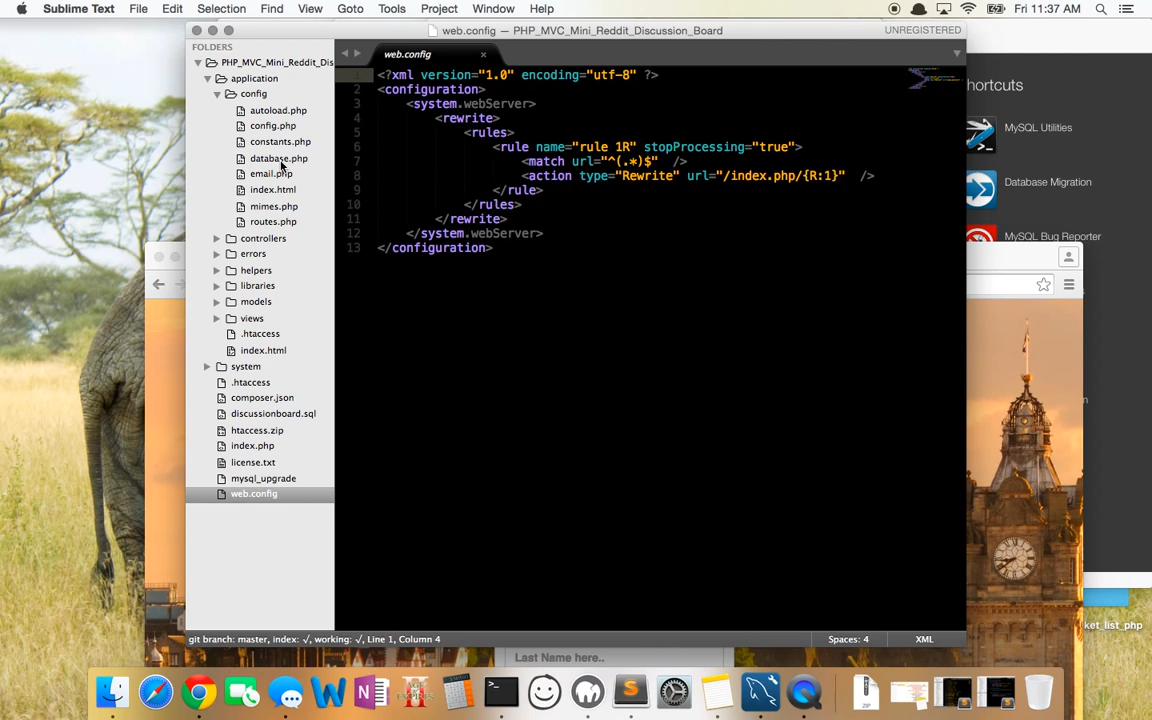 Sublime Text File Edit Selection Find View Goto Tools Project Window Help Fri 11:37 AM
web.config — PHP_MVC_Mini_Reddit_Discussion_Board UNREGISTERED
FOLDERS
PHP_MVC_Mini_Reddit_Dis
application
config
autoload.php
config.php
constants.php
database.php
email.php
index.html
mimes.php
routes.php
controllers
errors
helpers
libraries
models
views
.htaccess
index.html
system
.htaccess
composer.json
discussionboard.sql
htaccess.zip
index.php
license.txt
mysql_upgrade
web.config
web.config ×
1 <?xml version="1.0" encoding="utf-8" ?>
2 <configuration>
3 <system.webServer>
4 <rewrite>
5 <rules>
6 <rule name="rule 1R" stopProcessing="true">
7 <match url="^(.*)$" />
8 <action type="Rewrite" url="/index.php/{R:1}" />
9 </rule>
10 </rules>
11 </rewrite>
12 </system.webServer>
13 </configuration>
hortcuts
MySQL Utilities
Database Migration
MySQL Bug Reporter
ket_list_php
git branch: master, index: √, working: √, Line 1, Column 4 Spaces: 4 XML
Last Name here..